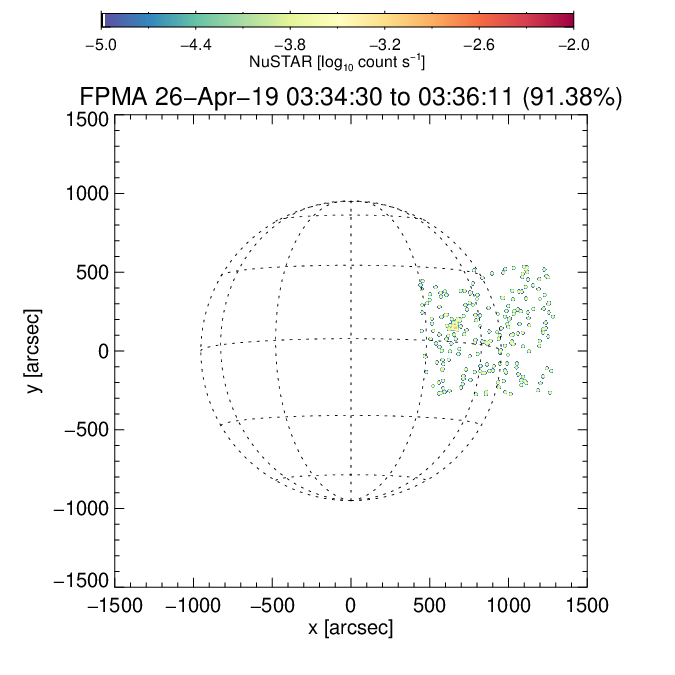 −5.0 −4.4 −3.8 −3.2 −2.6 −2.0
NuSTAR [log₁₀ count s⁻¹]
FPMA 26−Apr−19 03:34:30 to 03:36:11 (91.38%)
1500
1000
500
0
−500
−1000
−1500
y [arcsec]
−1500 −1000 −500 0 500 1000 1500
x [arcsec]